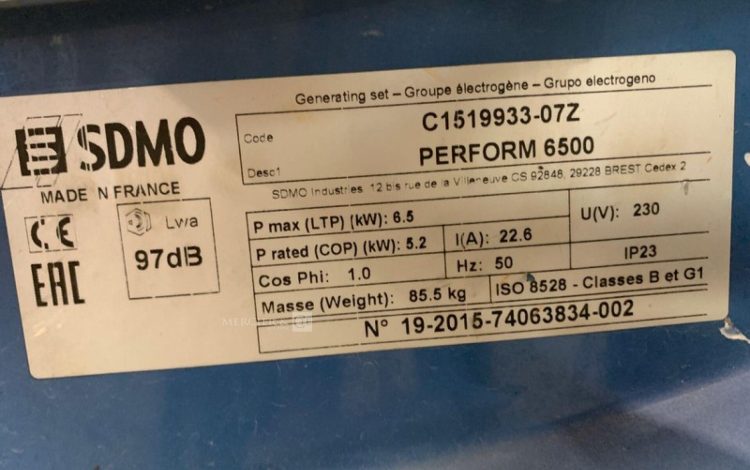 Generating set – Groupe électrogène – Grupo electrogeno
SDMO
MADE IN FRANCE
CE
EAC
Lwa
97dB
Code C1519933-07Z
Desc1 PERFORM 6500
SDMO Industries 12 bis rue de la Villeneuve CS 92848, 29228 BREST Cedex 2
P max (LTP) (kW): 6.5
U(V): 230
P rated (COP) (kW): 5.2
I(A): 22.6
Cos Phi: 1.0
Hz: 50
IP23
Masse (Weight): 85.5 kg
ISO 8528 - Classes B et G1
N° 19-2015-74063834-002